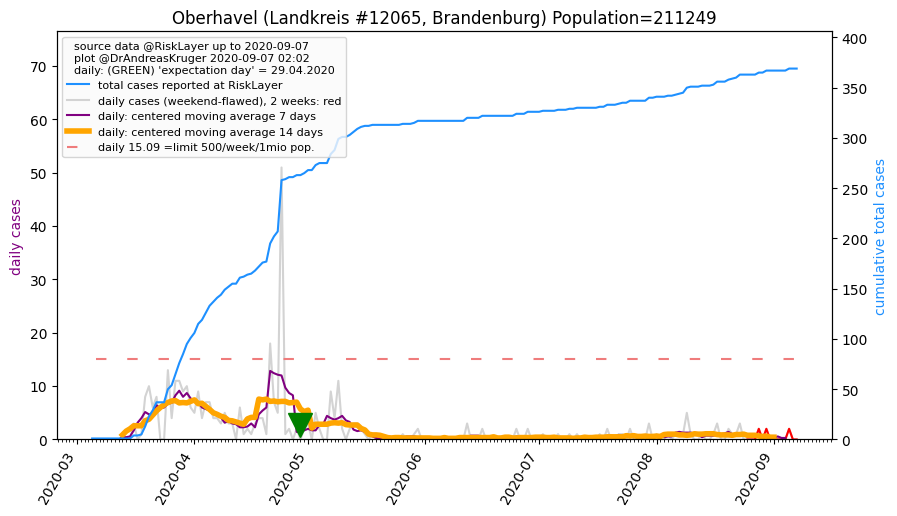 Oberhavel (Landkreis #12065, Brandenburg) Population=211249
source data @RiskLayer up to 2020-09-07
plot @DrAndreasKruger 2020-09-07 02:02
daily: (GREEN) 'expectation day' = 29.04.2020
total cases reported at RiskLayer
daily cases (weekend-flawed), 2 weeks: red
daily: centered moving average 7 days
daily: centered moving average 14 days
daily 15.09 =limit 500/week/1mio pop.
daily cases
70
60
50
40
30
20
10
0
400
350
300
250
200
150
100
50
0
cumulative total cases
2020-03
2020-04
2020-05
2020-06
2020-07
2020-08
2020-09